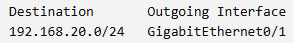 Destination Outgoing Interface
192.168.20.0/24 GigabitEthernet0/1